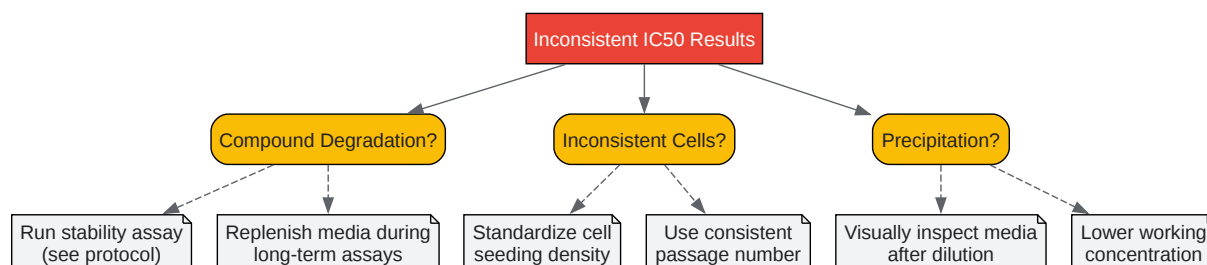 Inconsistent IC50 Results
Compound Degradation?
Inconsistent Cells?
Precipitation?
Run stability assay
(see protocol)
Replenish media during
long-term assays
Standardize cell
seeding density
Use consistent
passage number
Visually inspect media
after dilution
Lower working
concentration